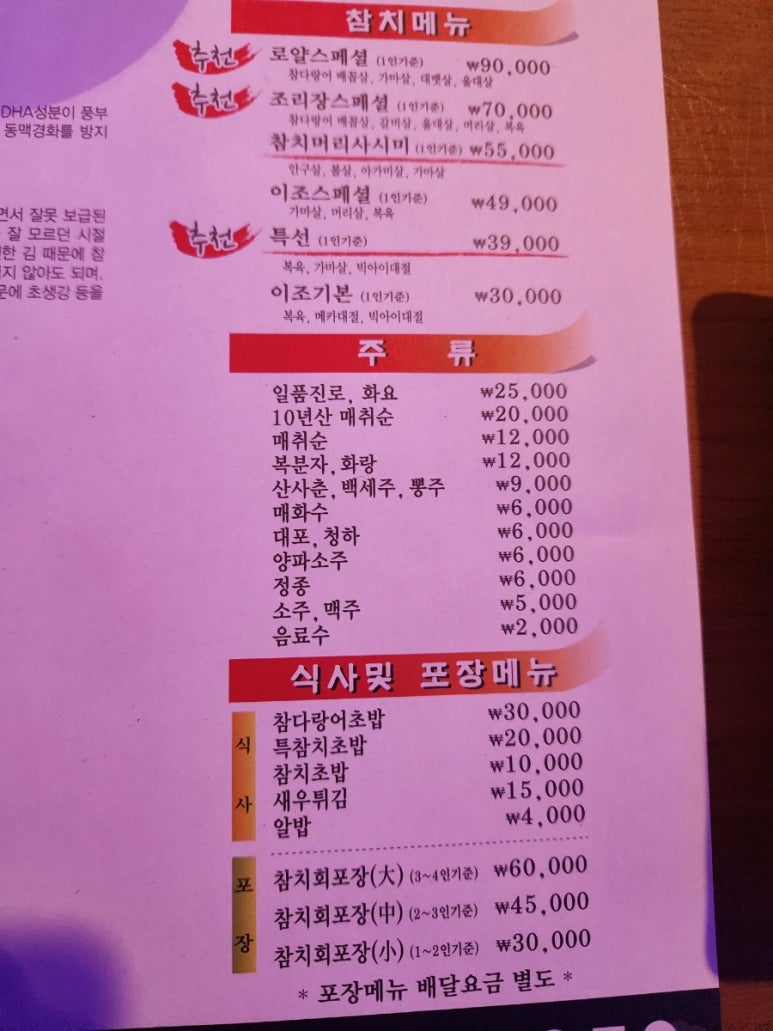 DHA성분이 풍부
동맥경화를 방지
면서 잘못 보급된
잘 모르던 시절
한 김 때문에 참
지 않아도 되며,
문에 초생강 등을
참치메뉴
추천 로얄스페셜 (1인기준) ₩90,000
참다랑어 배꼽살, 가마살, 대뱃살, 울대살
추천 조리장스페셜 (1인기준) ₩70,000
참다랑어 배꼽살, 갈비살, 울대살, 머리살, 복육
참치머리사시미 (1인기준) ₩55,000
안구살, 볼살, 아가미살, 가마살
이조스페셜 (1인기준) ₩49,000
가마살, 머리살, 복육
추천 특선 (1인기준) ₩39,000
복육, 가마살, 빅아이대절
이조기본 (1인기준) ₩30,000
복육, 메카대절, 빅아이대절
주 류
일품진로, 화요 ₩25,000
10년산 매취순 ₩20,000
매취순 ₩12,000
복분자, 화랑 ₩12,000
산사춘, 백세주, 뽕주 ₩9,000
매화수 ₩6,000
대포, 청하 ₩6,000
양파소주 ₩6,000
정종 ₩6,000
소주, 맥주 ₩5,000
음료수 ₩2,000
식사및 포장메뉴
식사
참다랑어초밥 ₩30,000
특참치초밥 ₩20,000
참치초밥 ₩10,000
새우튀김 ₩15,000
알밥 ₩4,000
포장
참치회포장(大) (3~4인기준) ₩60,000
참치회포장(中) (2~3인기준) ₩45,000
참치회포장(小) (1~2인기준) ₩30,000
* 포장메뉴 배달요금 별도 *